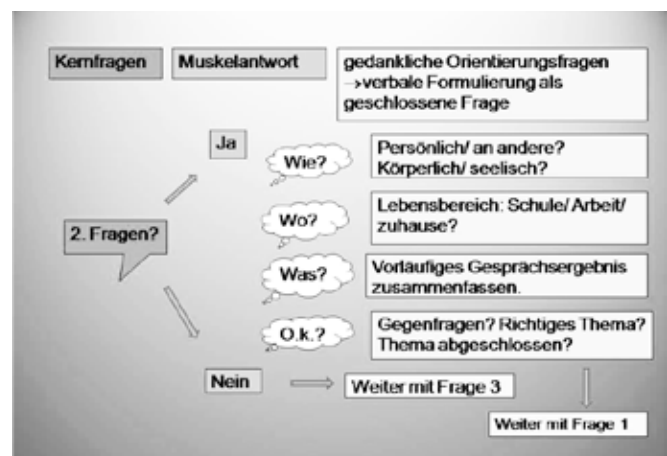 Kernfragen
Muskelantwort
gedankliche Orientierungsfragen
→verbale Formulierung als
geschlossene Frage
Ja
Wie?
Persönlich/ an andere?
Körperlich/ seelisch?
2. Fragen?
Wo?
Lebensbereich: Schule/ Arbeit/
zuhause?
Was?
Vorläufiges Gesprächsergebnis
zusammenfassen.
O.k.?
Gegenfragen? Richtiges Thema?
Thema abgeschlossen?
Nein
Weiter mit Frage 3
Weiter mit Frage 1